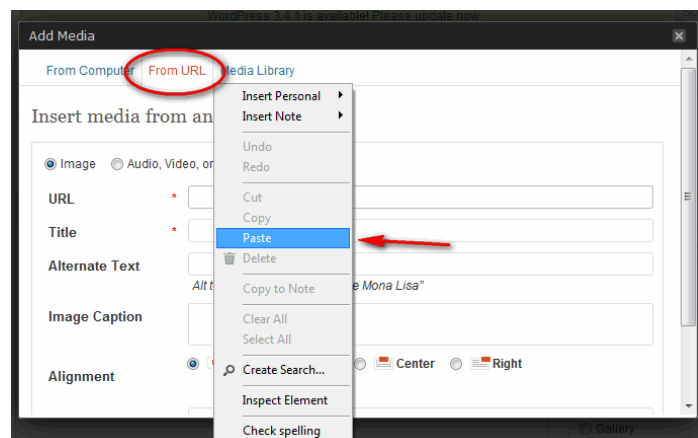 WordPress 3.4.1 is available! Please update now.
Add Media
From Computer From URL Media Library
Insert media from an
Image Audio, Video, or
URL *
Title *
Alternate Text
Alt t e Mona Lisa"
Image Caption
Alignment Center Right
Insert Personal
Insert Note
Undo
Redo
Cut
Copy
Paste
Delete
Copy to Note
Clear All
Select All
Create Search...
Inspect Element
Check spelling
Gallery